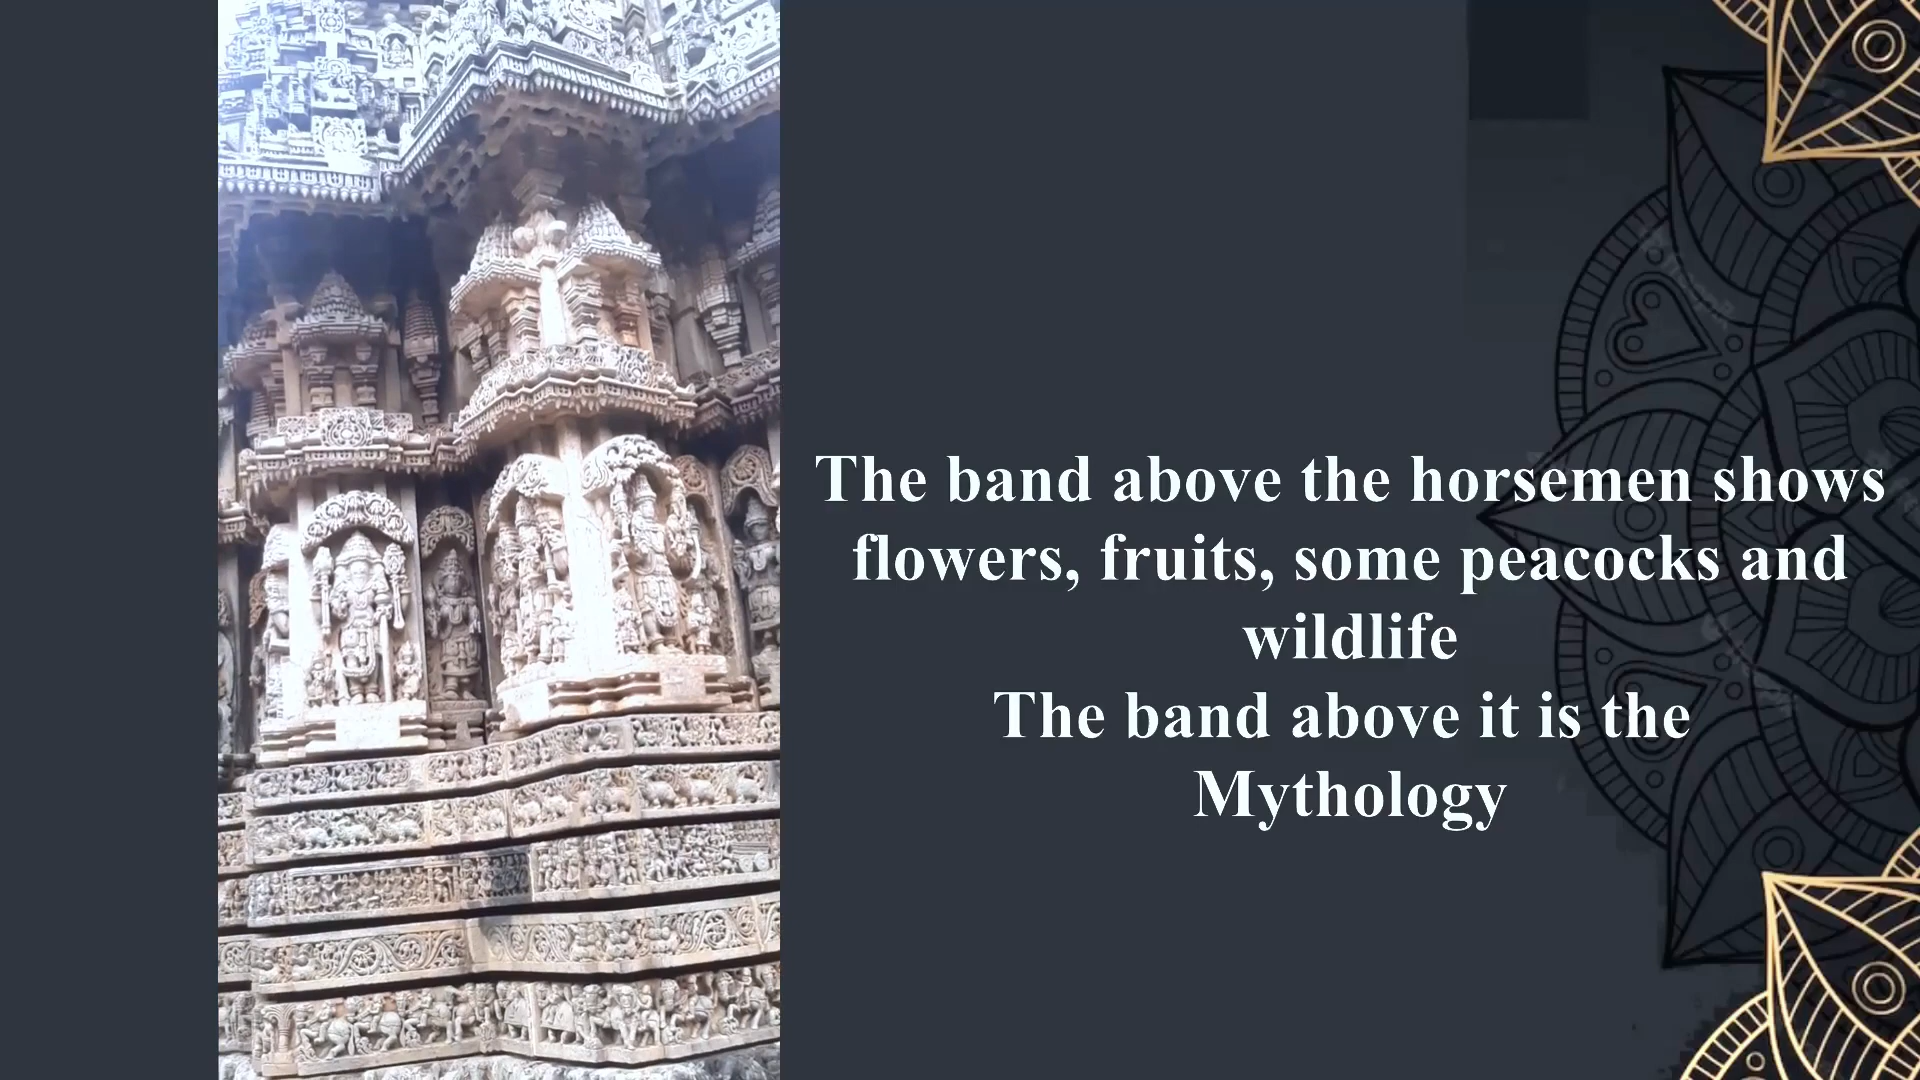 The band above the horsemen shows
flowers, fruits, some peacocks and
wildlife
The band above it is the
Mythology